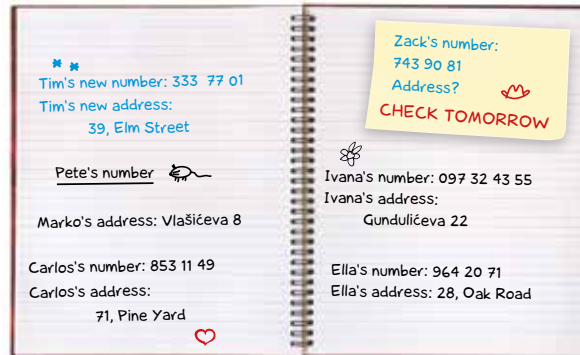 Tim's new number: 333 77 01
Tim's new address:
39, Elm Street
Pete's number
Marko's address: Vlašićeva 8
Carlos's number: 853 11 49
Carlos's address:
71, Pine Yard
Zack's number:
743 90 81
Address?
CHECK TOMORROW
Ivana's number: 097 32 43 55
Ivana's address:
Gundulićeva 22
Ella's number: 964 20 71
Ella's address: 28, Oak Road